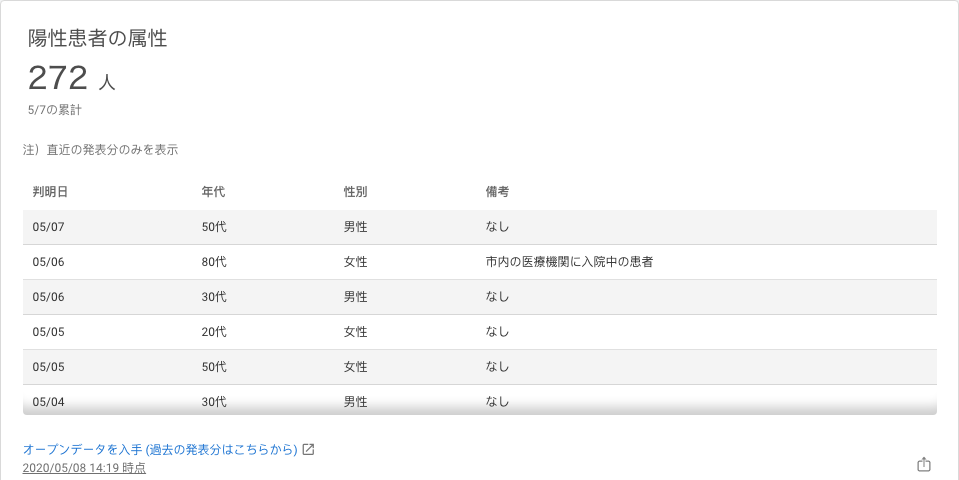 陽性患者の属性
272 人
5/7の累計
注）直近の発表分のみを表示
判明日 年代 性別 備考
05/07 50代 男性 なし
05/06 80代 女性 市内の医療機関に入院中の患者
05/06 30代 男性 なし
05/05 20代 女性 なし
05/05 50代 女性 なし
05/04 30代 男性 なし
オープンデータを入手 (過去の発表分はこちらから)
2020/05/08 14:19 時点